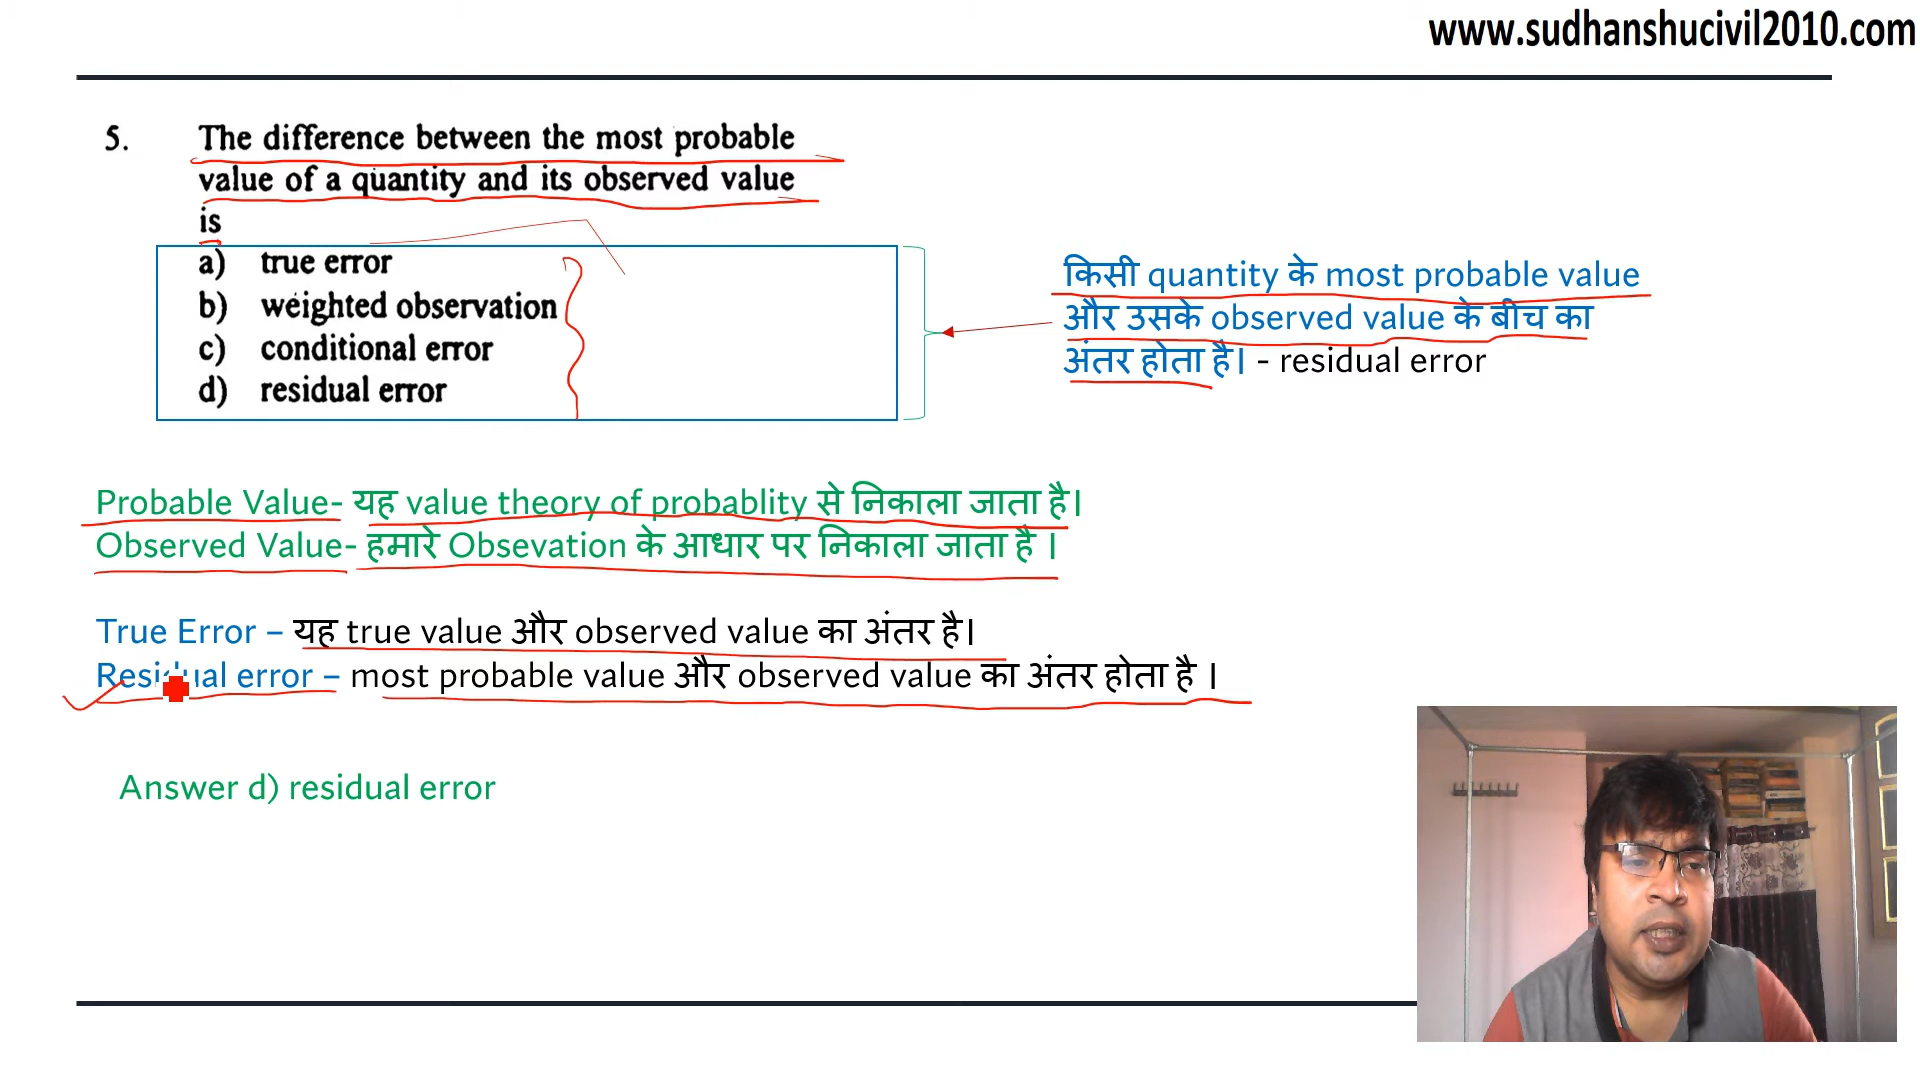 www.sudhanshucivil2010.com
5. The difference between the most probable
value of a quantity and its observed value
is
a) true error
b) weighted observation
c) conditional error
d) residual error
किसी quantity के most probable value
और उसके observed value के बीच का
अंतर होता है। - residual error
Probable Value- यह value theory of probablity से निकाला जाता है।
Observed Value- हमारे Obsevation के आधार पर निकाला जाता है ।
True Error – यह true value और observed value का अंतर है।
Residual error – most probable value और observed value का अंतर होता है ।
Answer d) residual error